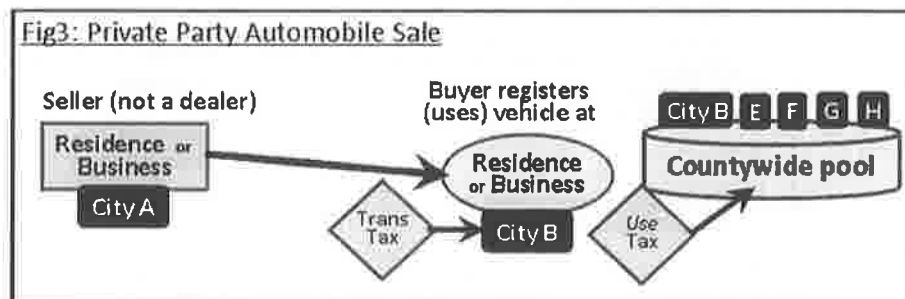 Fig3: Private Party Automobile Sale
Seller (not a dealer)
Residence or
Business
City A
Buyer registers
(uses) vehicle at
Residence
or Business
Trans
Tax
City B
City B E F G H
Countywide pool
Use
Tax